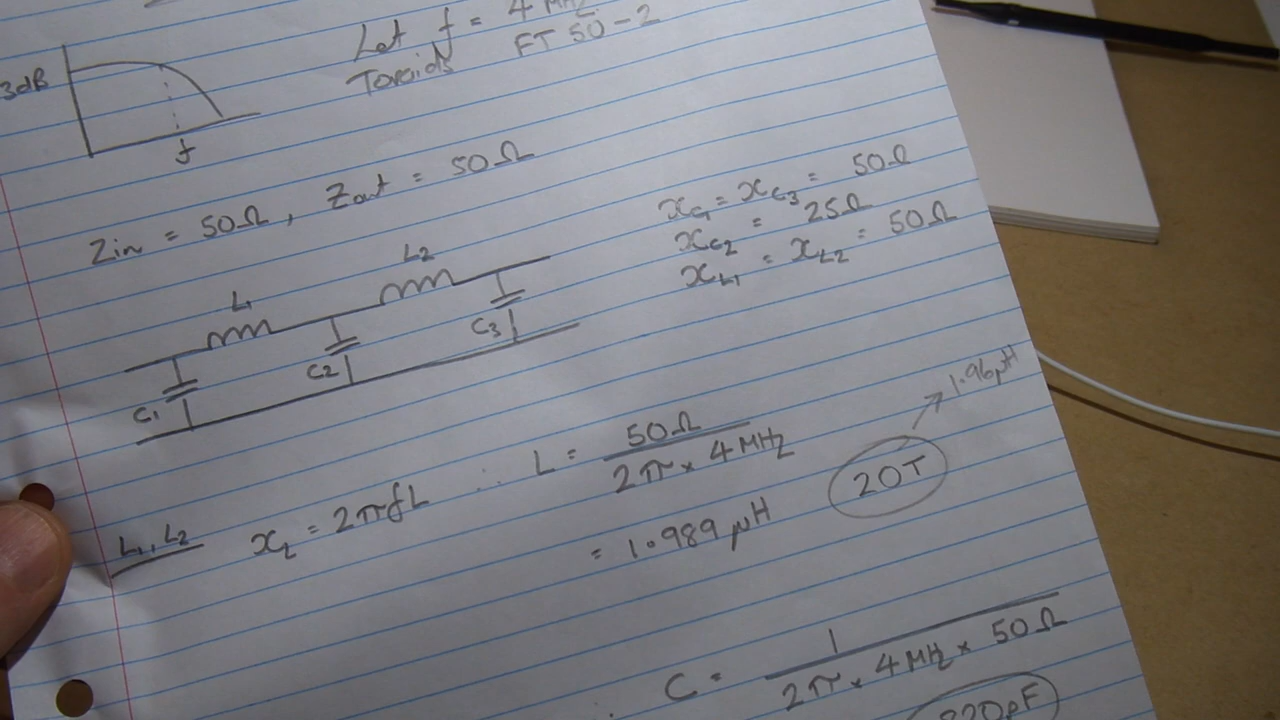 Let f = 4 MHz
Toroids FT 50-2
3dB
f
Zin = 50Ω, Zout = 50Ω
xC1 = xC3 = 50Ω
xC2 = 25Ω
xL1 = xL2 = 50Ω
L1
L2
C1
C2
C3
L1, L2
xL = 2πfL ∴ L = 50Ω / 2π × 4 MHz
= 1.989 µH
20T → 1.96µH
C = 1 / 2π × 4 MHz × 50Ω
820pF